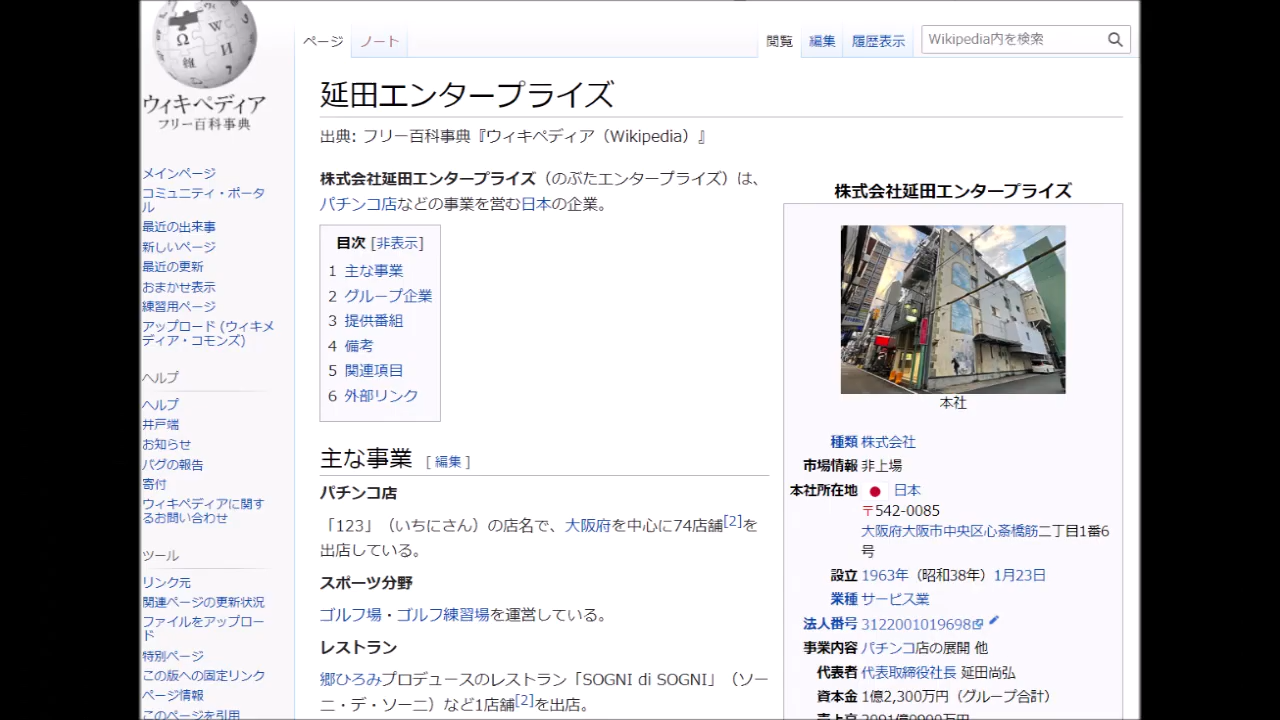 ウィキペディア
フリー百科事典
メインページ
コミュニティ・ポータ
ル
最近の出来事
新しいページ
最近の更新
おまかせ表示
練習用ページ
アップロード (ウィキメ
ディア・コモンズ)
ヘルプ
ヘルプ
井戸端
お知らせ
バグの報告
寄付
ウィキペディアに関す
るお問い合わせ
ツール
リンク元
関連ページの更新状況
ファイルをアップロー
ド
特別ページ
この版への固定リンク
ページ情報
このページを引用
ページ ノート 閲覧 編集 履歴表示 Wikipedia内を検索
延田エンタープライズ
出典: フリー百科事典『ウィキペディア（Wikipedia）』
株式会社延田エンタープライズ（のぶたエンタープライズ）は、
パチンコ店などの事業を営む日本の企業。
目次 [非表示]
1 主な事業
2 グループ企業
3 提供番組
4 備考
5 関連項目
6 外部リンク
主な事業 [ 編集 ]
パチンコ店
「123」（いちにさん）の店名で、大阪府を中心に74店舗[2]を
出店している。
スポーツ分野
ゴルフ場・ゴルフ練習場を運営している。
レストラン
郷ひろみプロデュースのレストラン「SOGNI di SOGNI」（ソー
ニ・デ・ソーニ）など1店舗[2]を出店。
株式会社延田エンタープライズ
本社
種類 株式会社
市場情報 非上場
本社所在地 日本
〒542-0085
大阪府大阪市中央区心斎橋筋二丁目1番6
号
設立 1963年（昭和38年）1月23日
業種 サービス業
法人番号 3122001019698
事業内容 パチンコ店の展開 他
代表者 代表取締役社長 延田尚弘
資本金 1億2,300万円（グループ合計）